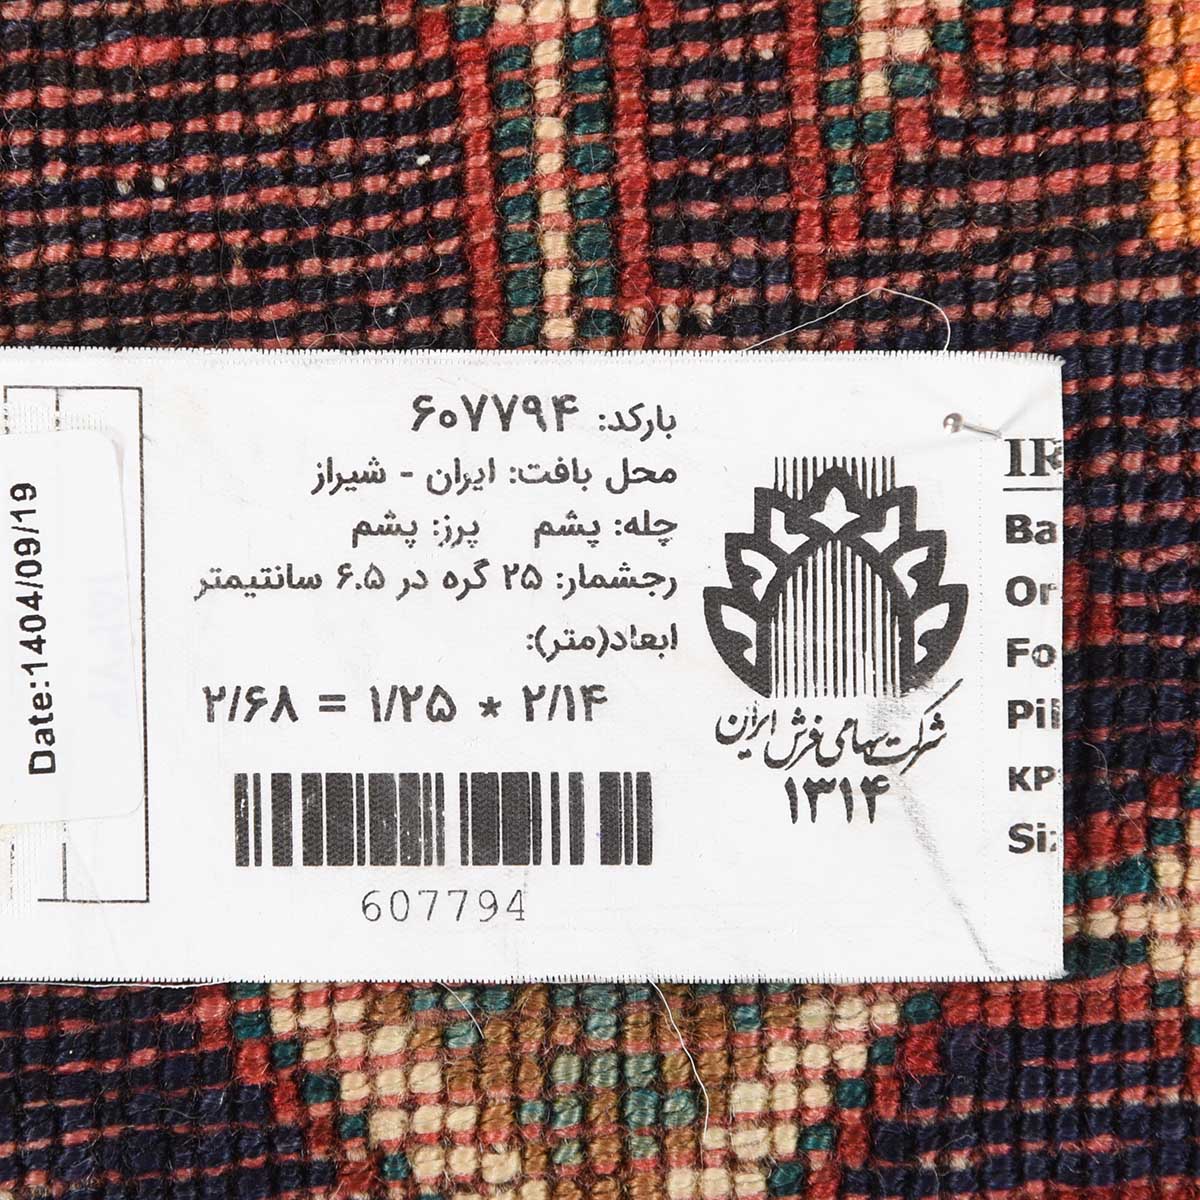 بارکد: ۶۰۷۷۹۴
محل بافت: ایران - شیراز
چله: پشم پرز: پشم
رجشمار: ۲۵ گره در ۶.۵ سانتیمتر
ابعاد(متر):
۲/۱۴ * ۱/۲۵ = ۲/۶۸
607794
شرکت سهامی فرش ایران
۱۳۱۴
Date:1404/09/19
IR
Ba
Or
Fo
Pil
KP
Siz